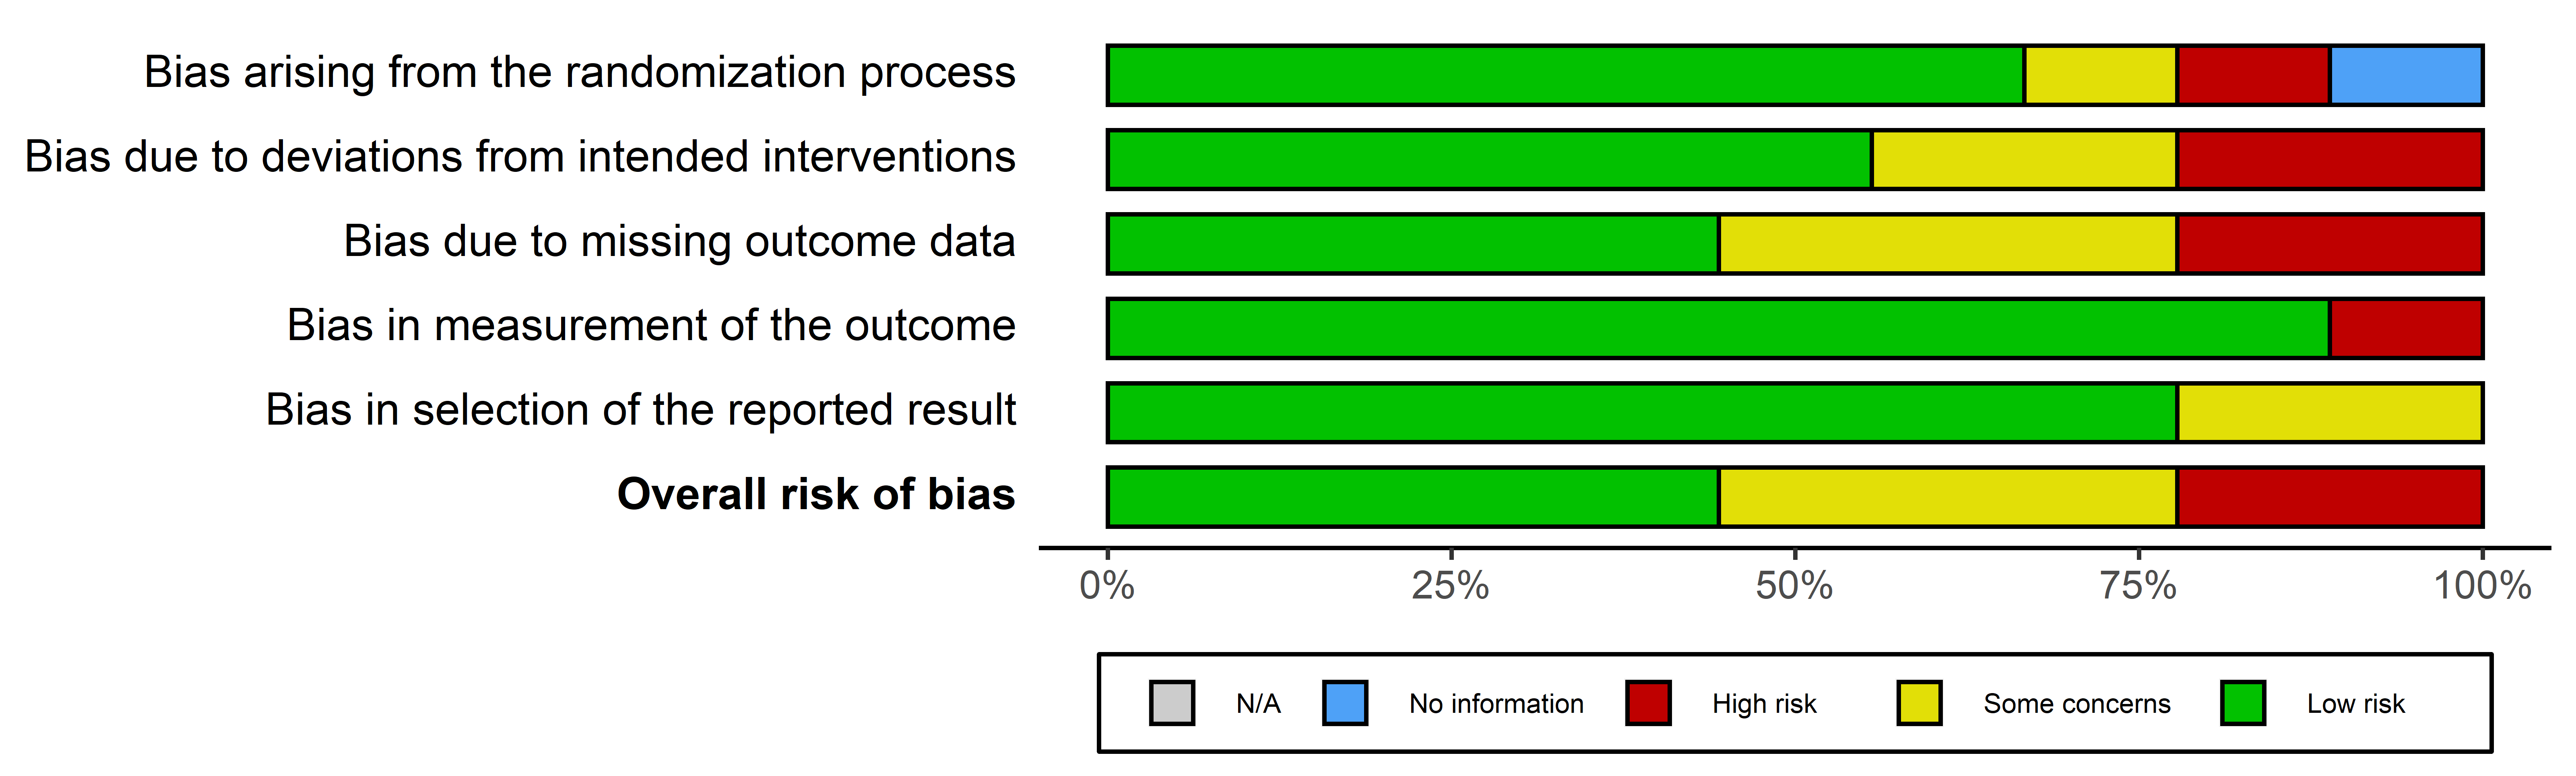 Bias arising from the randomization process
Bias due to deviations from intended interventions
Bias due to missing outcome data
Bias in measurement of the outcome
Bias in selection of the reported result
Overall risk of bias
0% 25% 50% 75% 100%
N/A No information High risk Some concerns Low risk